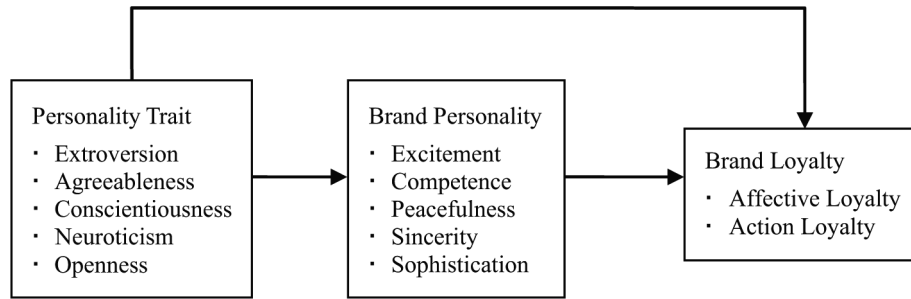 Personality Trait
· Extroversion
· Agreeableness
· Conscientiousness
· Neuroticism
· Openness
Brand Personality
· Excitement
· Competence
· Peacefulness
· Sincerity
· Sophistication
Brand Loyalty
· Affective Loyalty
· Action Loyalty